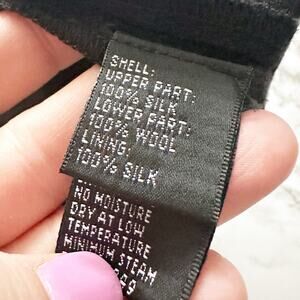 SHELL:
UPPER PART:
100% SILK
LOWER PART:
100% WOOL
LINING:
100% SILK
NO MOISTURE
DRY AT LOW
TEMPERATURE
MINIMUM STEAM